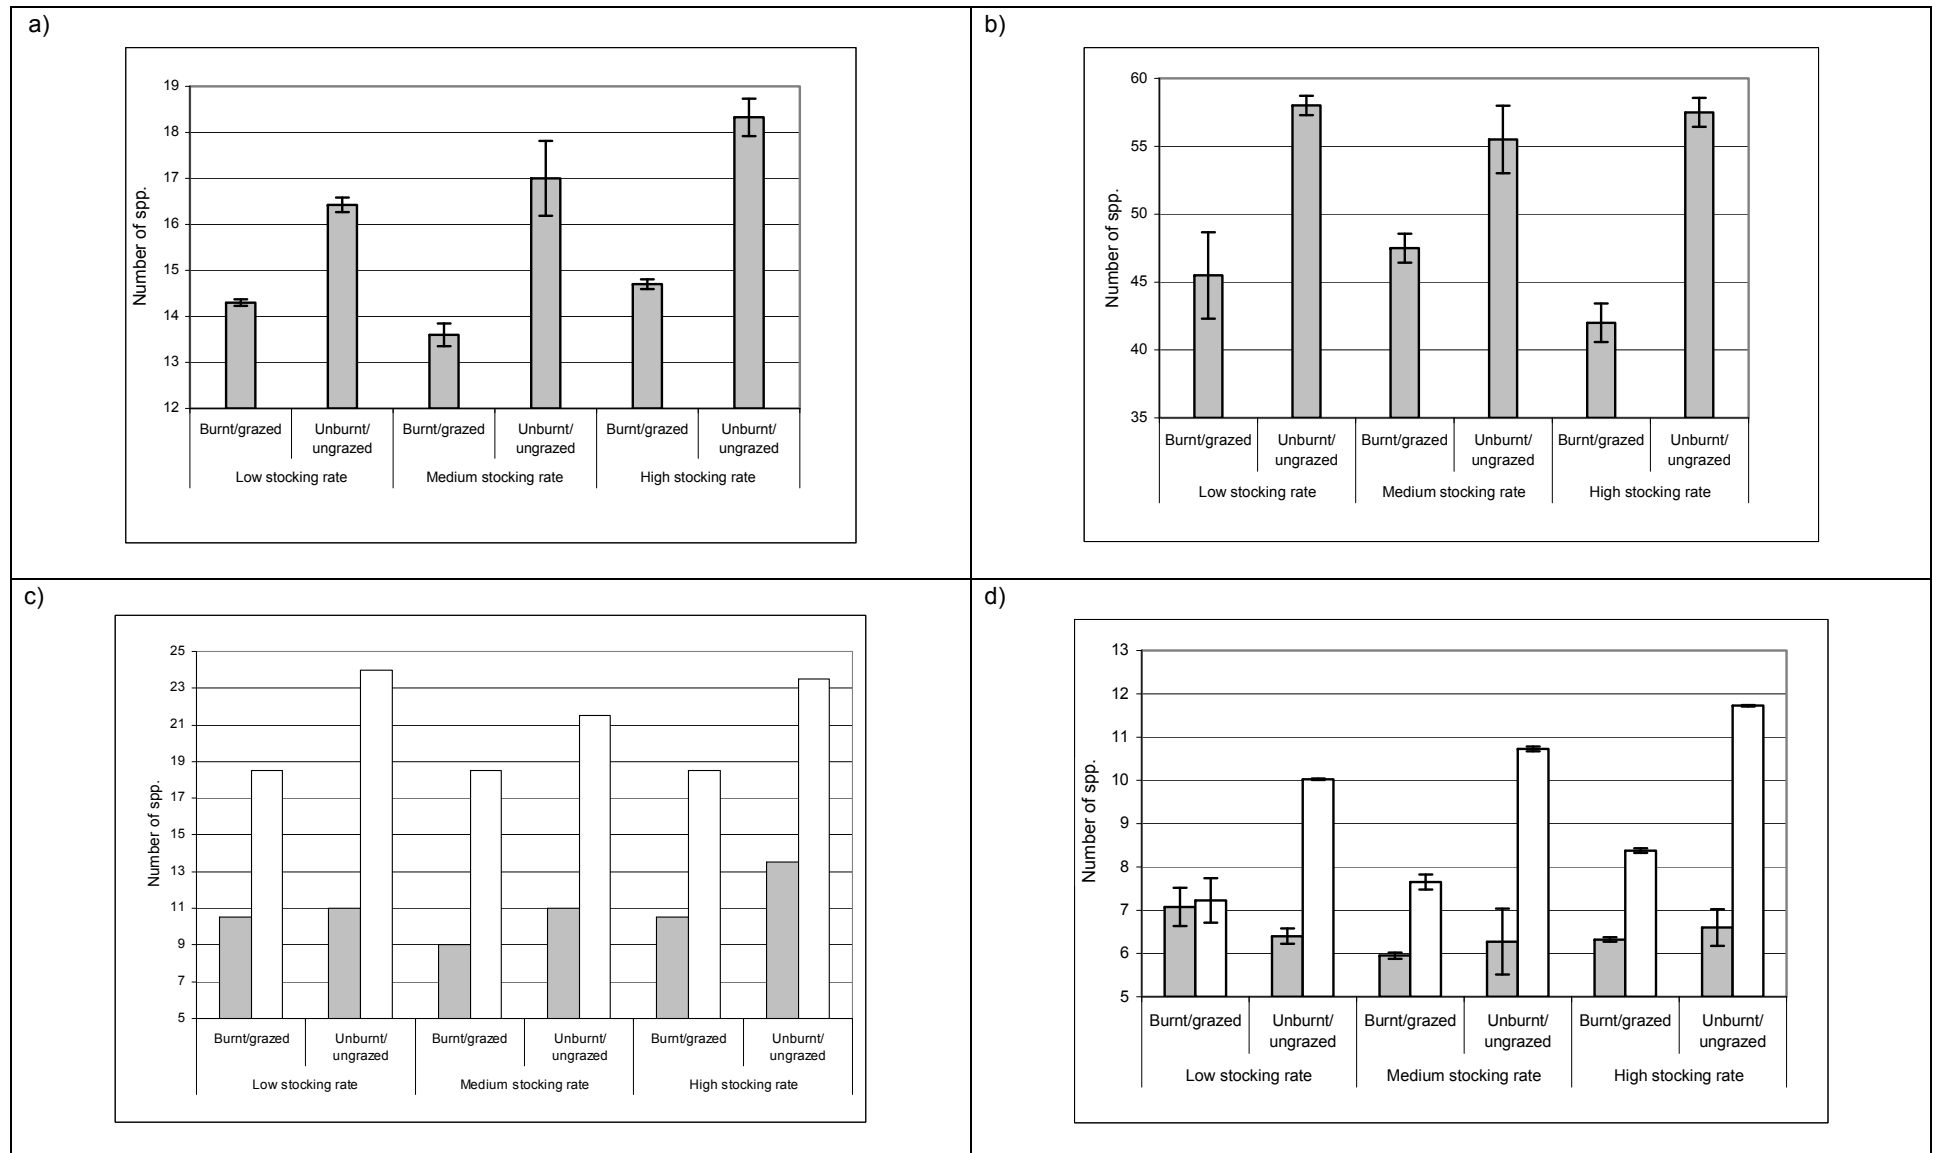 a)
Number of spp.
19
18
17
16
15
14
13
12
Burnt/grazed Unburnt/ Burnt/grazed Unburnt/ Burnt/grazed Unburnt/
ungrazed ungrazed ungrazed
Low stocking rate Medium stocking rate High stocking rate
b)
Number of spp.
60
55
50
45
40
35
Burnt/grazed Unburnt/ Burnt/grazed Unburnt/ Burnt/grazed Unburnt/
ungrazed ungrazed ungrazed
Low stocking rate Medium stocking rate High stocking rate
c)
Number of spp.
25
23
21
19
17
15
13
11
9
7
5
Burnt/grazed Unburnt/ Burnt/grazed Unburnt/ Burnt/grazed Unburnt/
ungrazed ungrazed ungrazed
Low stocking rate Medium stocking rate High stocking rate
d)
Number of spp.
13
12
11
10
9
8
7
6
5
Burnt/grazed Unburnt/ Burnt/grazed Unburnt/ Burnt/grazed Unburnt/
ungrazed ungrazed ungrazed
Low stocking rate Medium stocking rate High stocking rate